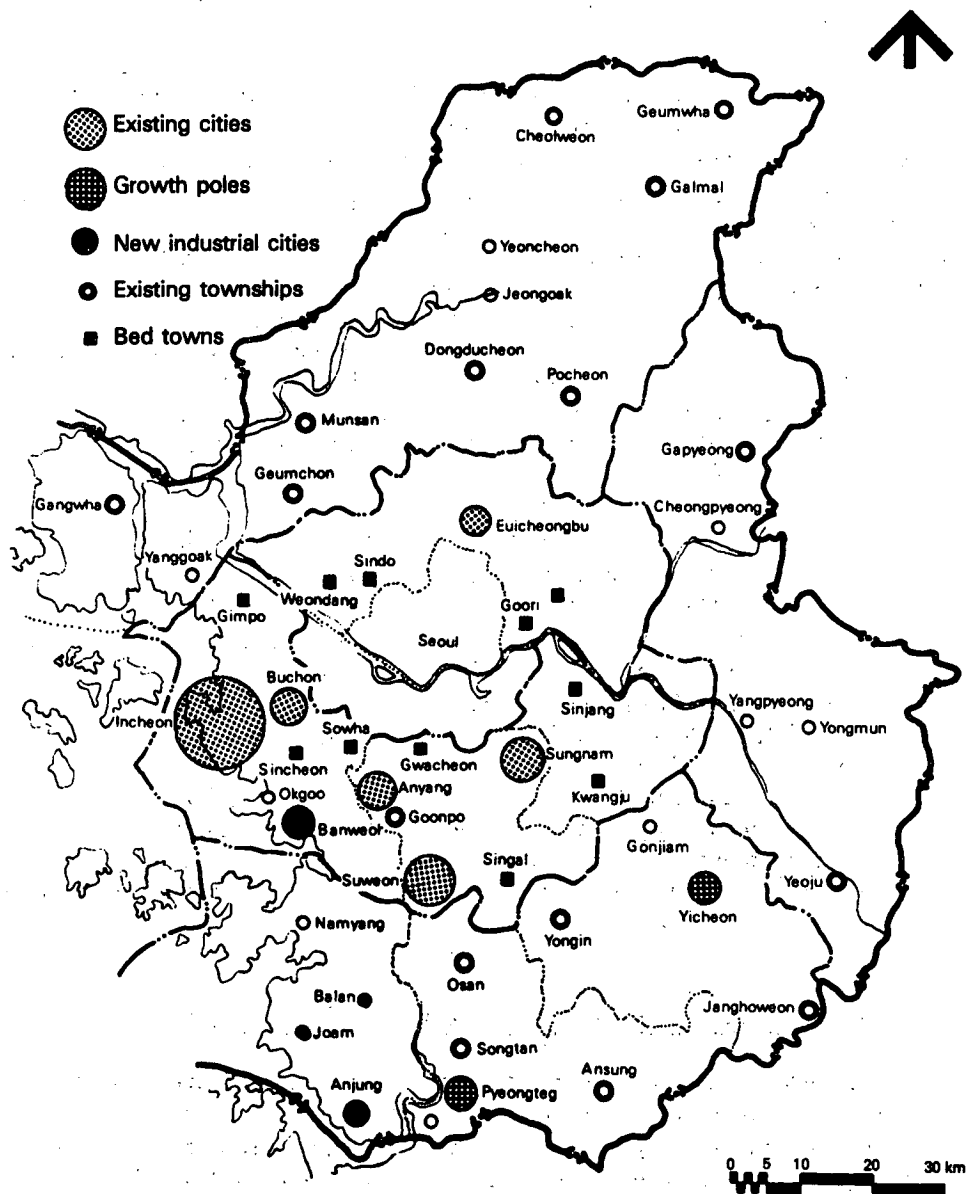 Existing cities
Growth poles
New industrial cities
Existing townships
Bed towns
Geumwha
Cheolweon
Galmal
Yeoncheon
Jeongoak
Dongducheon
Pocheon
Munsan
Gapyeong
Geumchon
Gangwha
Cheongpyeong
Euicheongbu
Yanggoak
Sindo
Weondang
Goori
Gimpo
Seoul
Buchon
Sinjang
Incheon
Yangpyeong
Yongmun
Sowha
Sungnam
Sincheon
Gwacheon
Anyang
Kwangju
Okgoo
Goonpo
Banweol
Gonjiam
Singal
Suweon
Yeoju
Yicheon
Namyang
Yongin
Osan
Balan
Janghoweon
Joam
Songtan
Ansung
Anjung
Pyeongteg
0 5 10 20 30 km